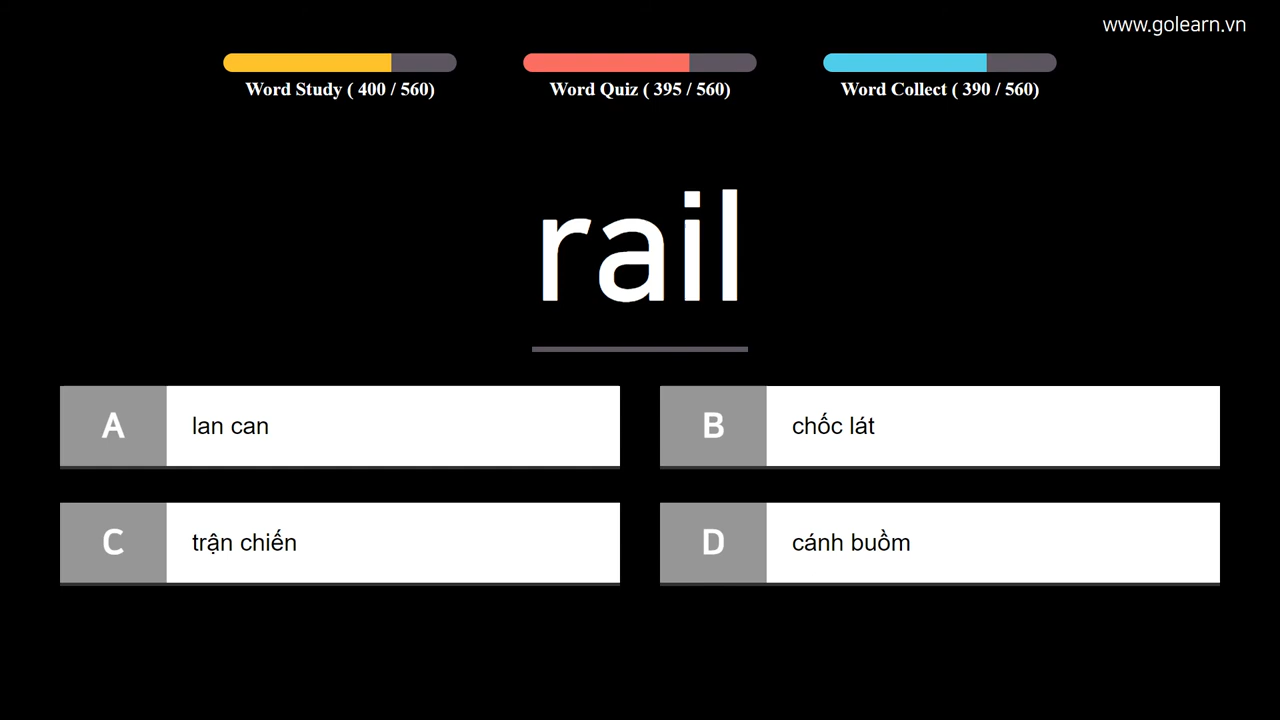 www.golearn.vn
Word Study ( 400 / 560)
Word Quiz ( 395 / 560)
Word Collect ( 390 / 560)
rail
A lan can
B chốc lát
C trận chiến
D cánh buồm